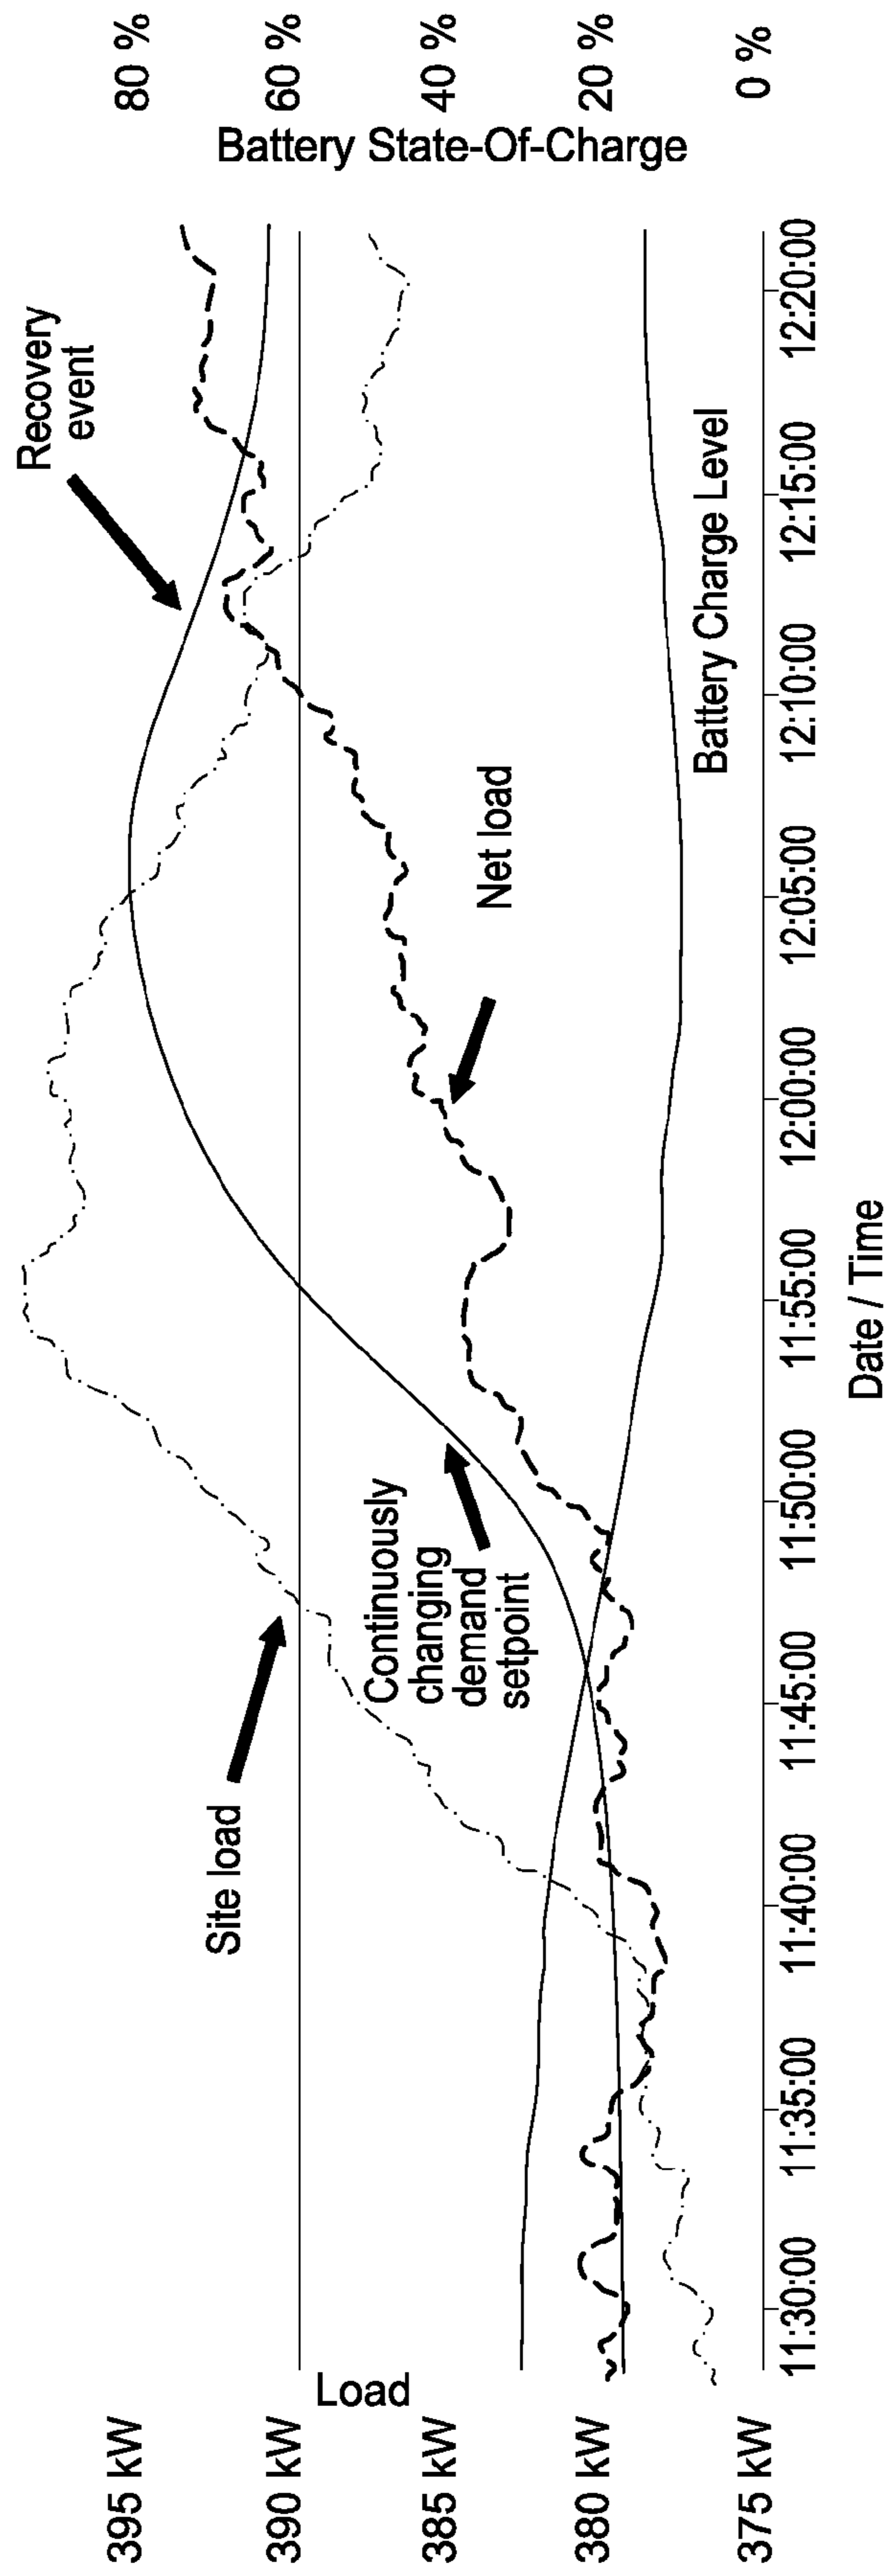 395 kW
390 kW
385 kW
380 kW
375 kW
Load
Site load
Continuously
changing
demand
setpoint
Net load
Recovery
event
Battery Charge Level
80 %
60 %
40 %
20 %
0 %
Battery State-Of-Charge
11:30:00
11:35:00
11:40:00
11:45:00
11:50:00
11:55:00
12:00:00
12:05:00
12:10:00
12:15:00
12:20:00
Date / Time